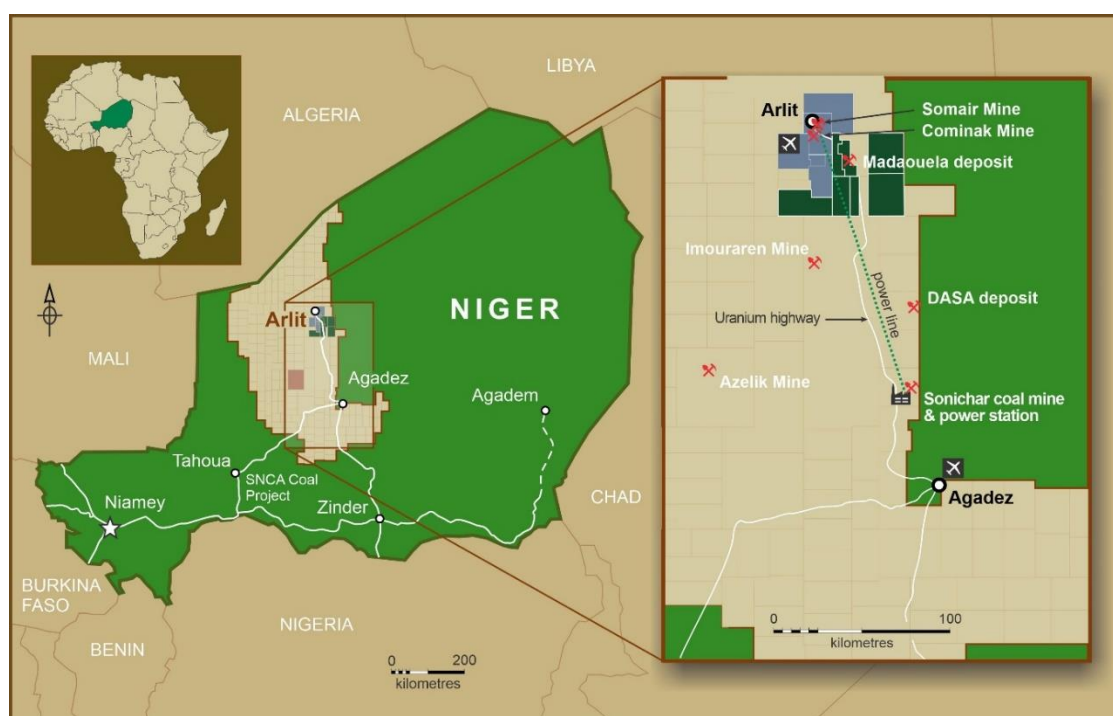 LIBYA
ALGERIA
MALI
NIGER
Arlit
Agadez
Agadem
Tahoua
SNCA Coal
Project
Niamey
Zinder
CHAD
BURKINA
FASO
BENIN
NIGERIA
0 200
kilometres
Arlit
Somair Mine
Cominak Mine
Madaouela deposit
Imouraren Mine
power line
DASA deposit
Uranium highway
Azelik Mine
Sonichar coal mine
& power station
Agadez
0 100
kilometres